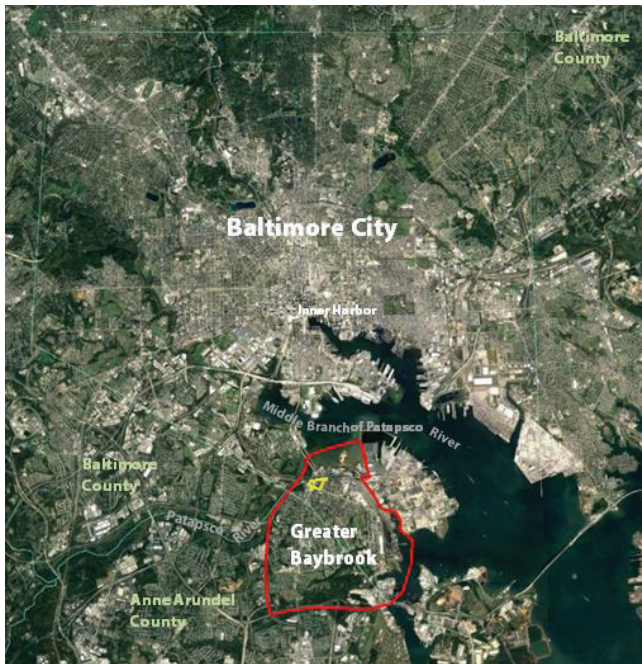 Baltimore
County
Baltimore City
Inner Harbor
Middle Branch of Patapsco River
Baltimore
County
Patapsco River
Greater
Baybrook
Anne Arundel
County